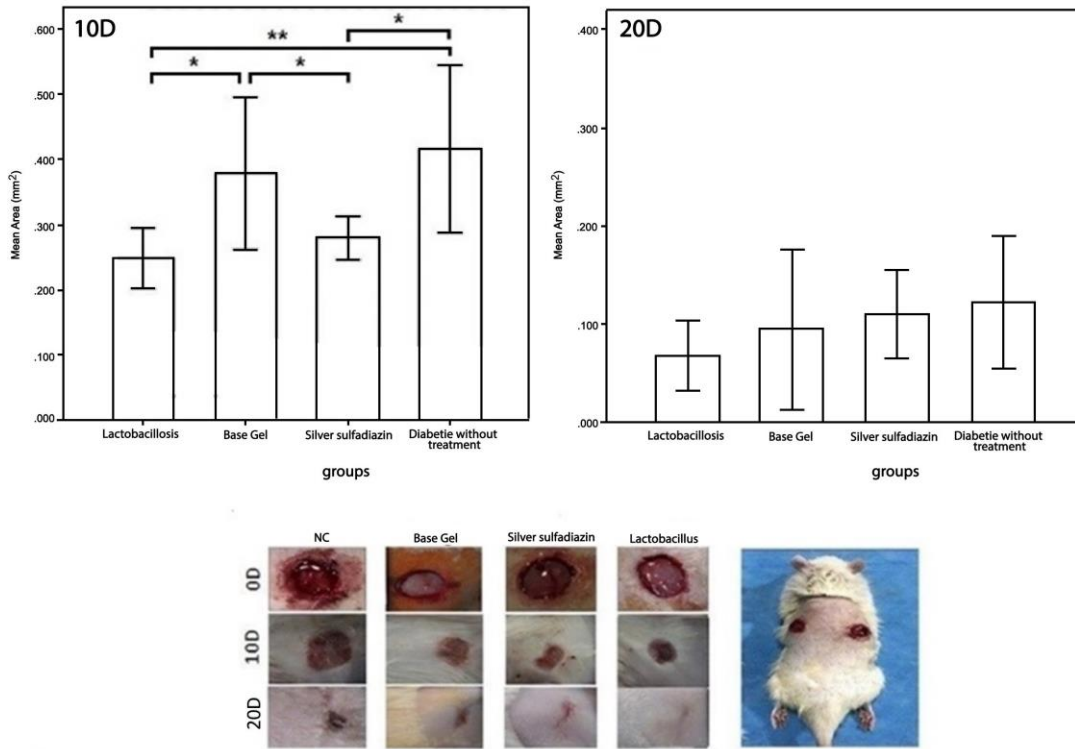 10D
.600
.500
.400
.300
.200
.100
.000
Mean Area (mm²)
**
*
*
*
Lactobacillosis
Base Gel
Silver sulfadiazin
Diabetie without
treatment
groups
20D
.400
.300
.200
.100
.000
Mean Area (mm²)
Lactobacillosis
Base Gel
Silver sulfadiazin
Diabetie without
treatment
groups
NC
Base Gel
Silver sulfadiazin
Lactobacillus
0D
10D
20D